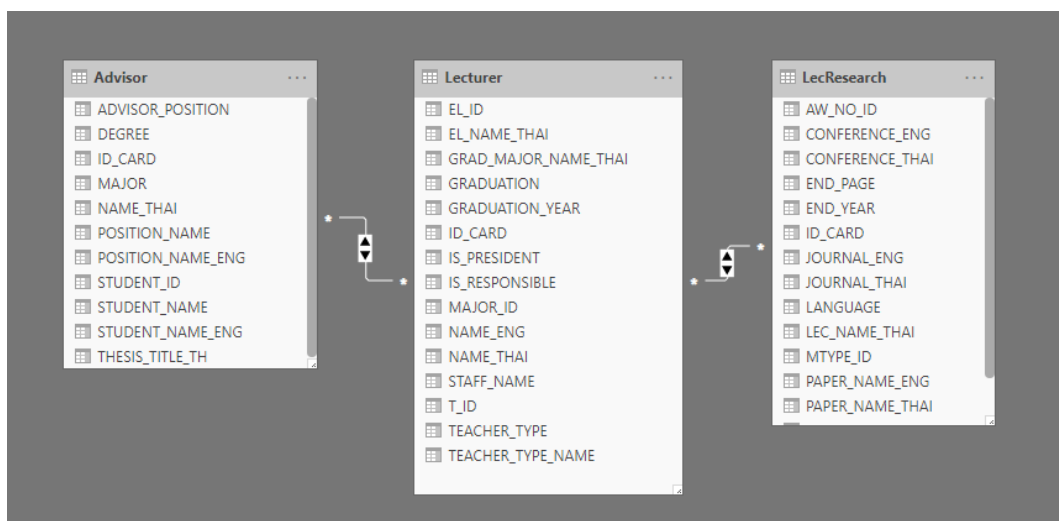 Advisor
ADVISOR_POSITION
DEGREE
ID_CARD
MAJOR
NAME_THAI
POSITION_NAME
POSITION_NAME_ENG
STUDENT_ID
STUDENT_NAME
STUDENT_NAME_ENG
THESIS_TITLE_TH
Lecturer
EL_ID
EL_NAME_THAI
GRAD_MAJOR_NAME_THAI
GRADUATION
GRADUATION_YEAR
ID_CARD
IS_PRESIDENT
IS_RESPONSIBLE
MAJOR_ID
NAME_ENG
NAME_THAI
STAFF_NAME
T_ID
TEACHER_TYPE
TEACHER_TYPE_NAME
LecResearch
AW_NO_ID
CONFERENCE_ENG
CONFERENCE_THAI
END_PAGE
END_YEAR
ID_CARD
JOURNAL_ENG
JOURNAL_THAI
LANGUAGE
LEC_NAME_THAI
MTYPE_ID
PAPER_NAME_ENG
PAPER_NAME_THAI